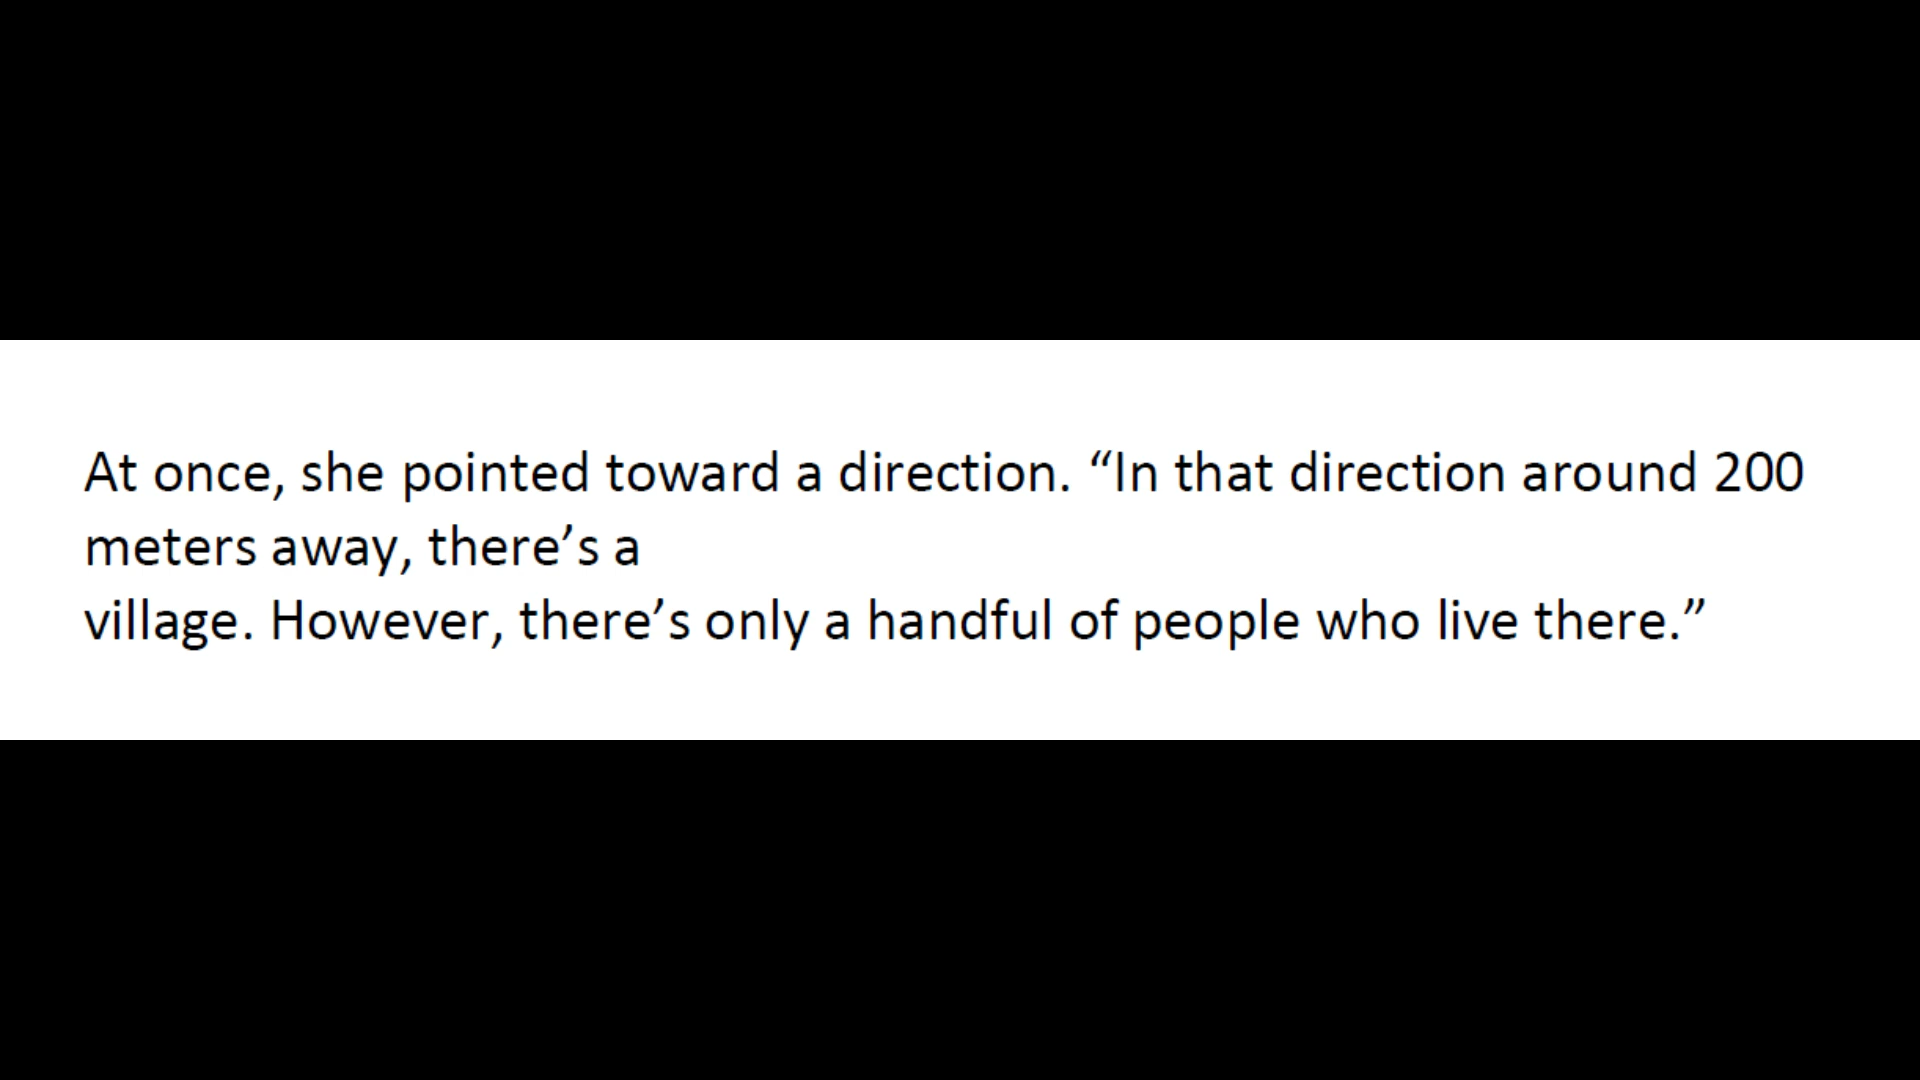 At once, she pointed toward a direction. “In that direction around 200
meters away, there’s a
village. However, there’s only a handful of people who live there.”